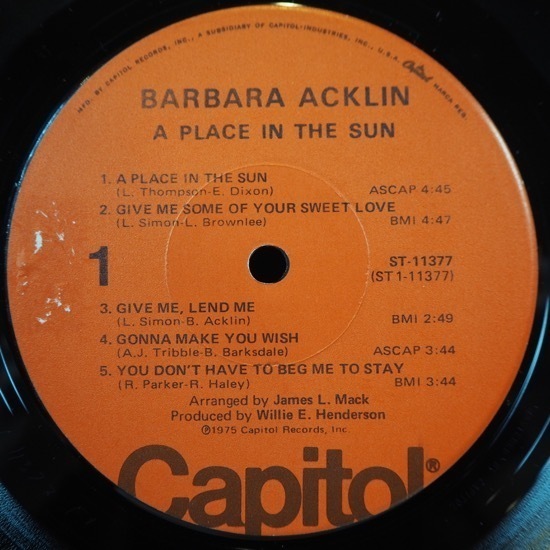 MFD. BY CAPITOL RECORDS, INC., A SUBSIDIARY OF CAPITOL INDUSTRIES, INC., U.S.A. Capitol MARCA REG.
BARBARA ACKLIN
A PLACE IN THE SUN
1. A PLACE IN THE SUN
(L. Thompson-E. Dixon) ASCAP 4:45
2. GIVE ME SOME OF YOUR SWEET LOVE
(L. Simon-L. Brownlee) BMI 4:47
1
ST-11377
(ST1-11377)
3. GIVE ME, LEND ME
(L. Simon-B. Acklin) BMI 2:49
4. GONNA MAKE YOU WISH
(A.J. Tribble-B. Barksdale) ASCAP 3:44
5. YOU DON'T HAVE TO BEG ME TO STAY
(R. Parker-R. Haley) BMI 3:44
Arranged by James L. Mack
Produced by Willie E. Henderson
℗1975 Capitol Records, Inc.
Capitol®